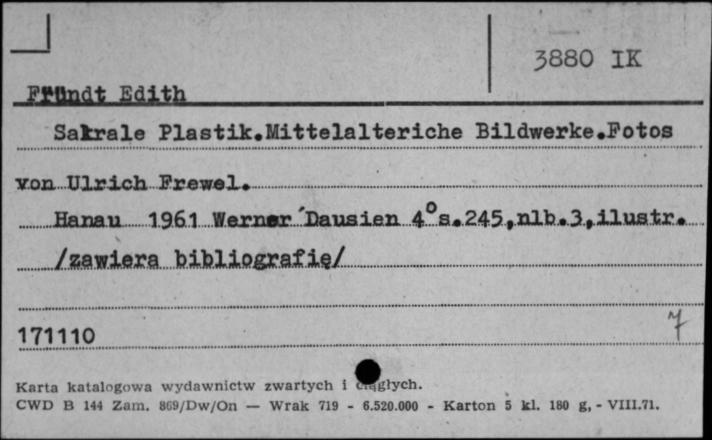 3880 IK
Fründt Edith
Sakrale Plastik.Mittelalteriche Bildwerke.Fotos
von Ulrich Frewel.
Hanau 1961 Werner Dausien 4° s.245,nlb.3,ilustr.
/zawiera bibliografię/
171110
7
Karta katalogowa wydawnictw zwartych i ciągłych.
CWD B 144 Zam. 869/Dw/On — Wrak 719 - 6.520.000 - Karton 5 kl. 180 g, - VIII.71.